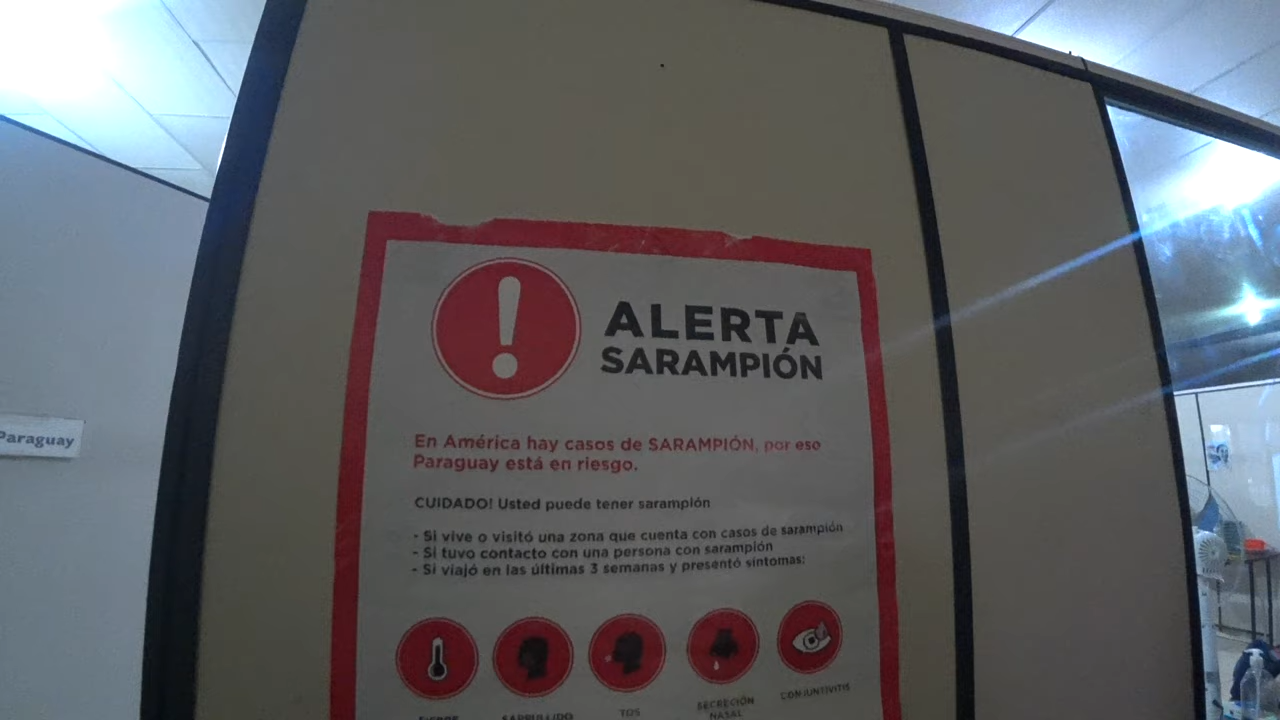 ALERTA
SARAMPIÓN
En América hay casos de SARAMPIÓN, por eso
Paraguay está en riesgo.
CUIDADO! Usted puede tener sarampión
- Si vive o visitó una zona que cuenta con casos de sarampión
- Si tuvo contacto con una persona con sarampión
- Si viajó en las últimas 3 semanas y presentó síntomas:
FIEBRE
SARPULLIDO
TOS
SECRECIÓN
NASAL
CONJUNTIVITIS
Paraguay